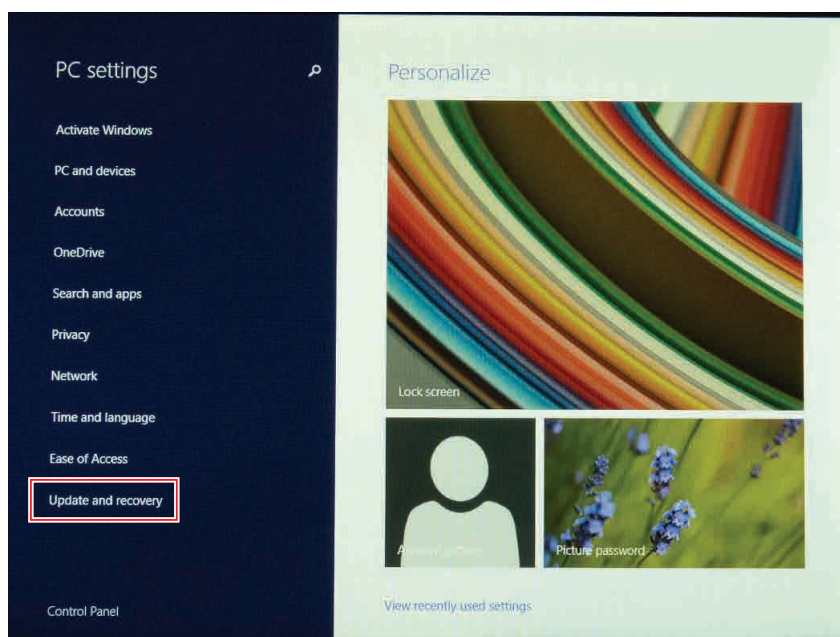 PC settings
Personalize
Activate Windows
PC and devices
Accounts
OneDrive
Search and apps
Privacy
Network
Time and language
Ease of Access
Update and recovery
Control Panel
Lock screen
Picture password
View recently used settings